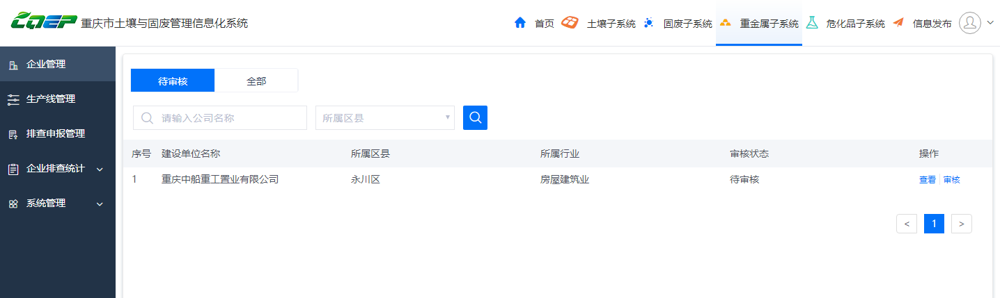 CQEP 重庆市土壤与固废管理信息化系统 首页 土壤子系统 固废子系统 重金属子系统 危化品子系统 信息发布
企业管理
生产线管理
排查申报管理
企业排查统计
系统管理
待审核 全部
请输入公司名称 所属区县
序号 建设单位名称 所属区县 所属行业 审核状态 操作
1 重庆中船重工置业有限公司 永川区 房屋建筑业 待审核 查看 审核
< 1 >